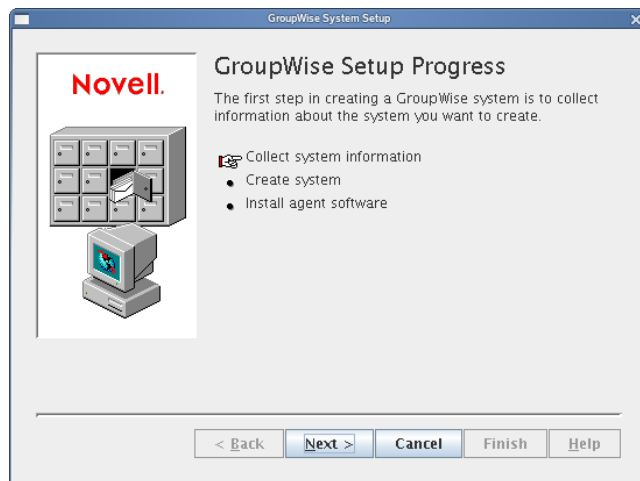 GroupWise System Setup
Novell.
GroupWise Setup Progress
The first step in creating a GroupWise system is to collect
information about the system you want to create.
Collect system information
Create system
Install agent software
< Back
Next >
Cancel
Finish
Help